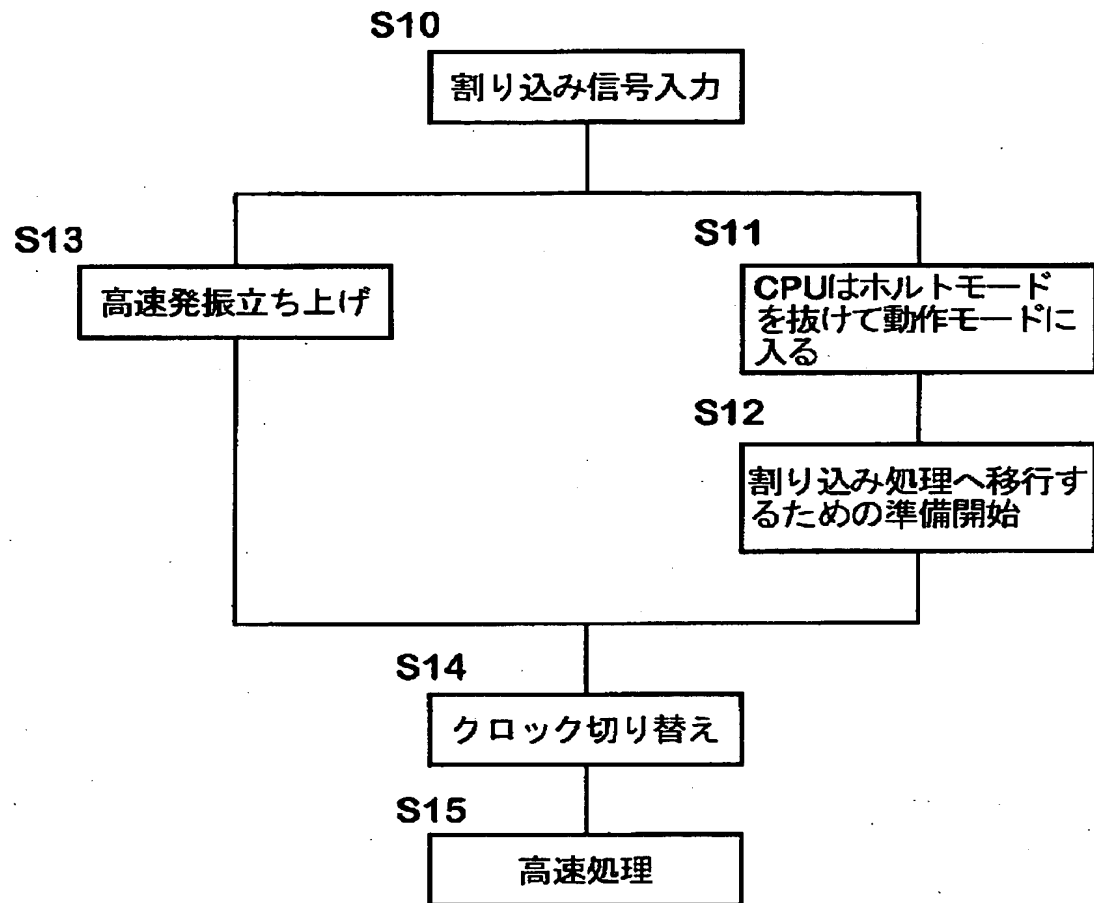 S10
割り込み信号入力
S13
高速発振立ち上げ
S11
CPUはホルトモード
を抜けて動作モードに
入る
S12
割り込み処理へ移行す
るための準備開始
S14
クロック切り替え
S15
高速処理